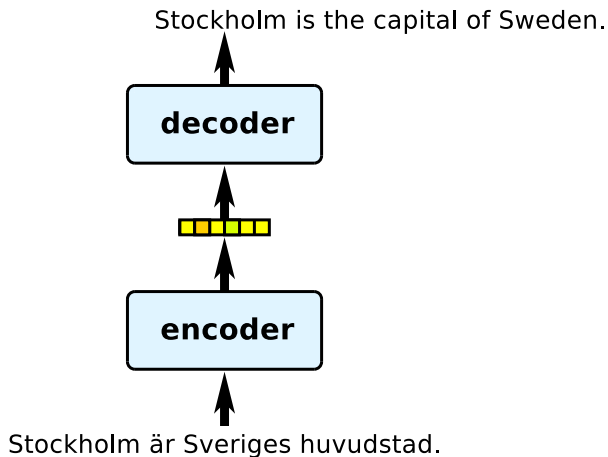 Stockholm is the capital of Sweden.
decoder
encoder
Stockholm är Sveriges huvudstad.